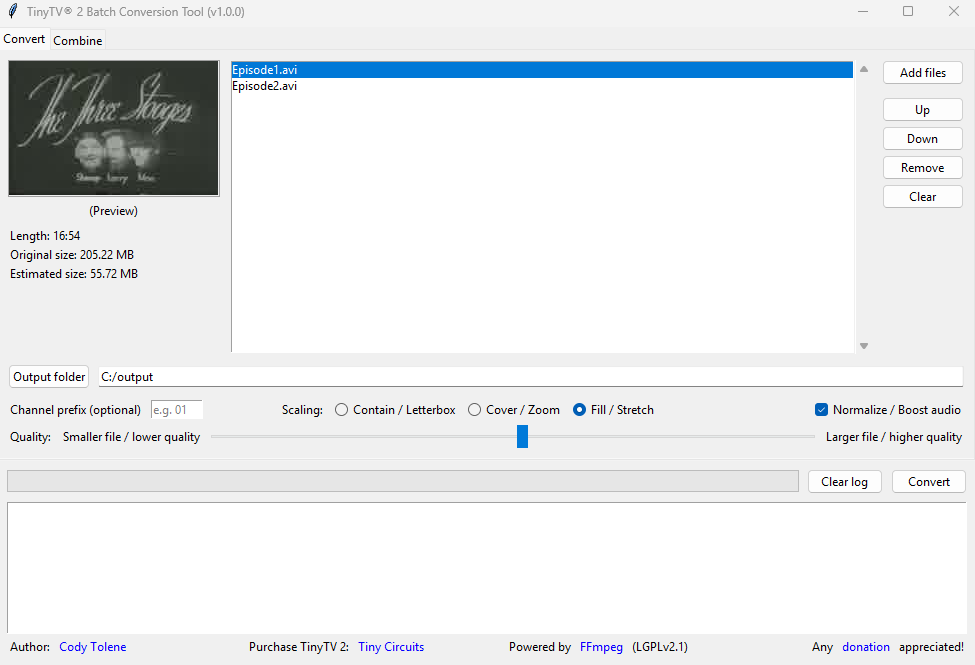 TinyTV® 2 Batch Conversion Tool (v1.0.0)
Convert Combine
The Three Stooges
Shemp Larry Moe
(Preview)
Length: 16:54
Original size: 205.22 MB
Estimated size: 55.72 MB
Episode1.avi
Episode2.avi
Add files
Up
Down
Remove
Clear
Output folder C:/output
Channel prefix (optional) e.g. 01 Scaling: Contain / Letterbox Cover / Zoom Fill / Stretch Normalize / Boost audio
Quality: Smaller file / lower quality Larger file / higher quality
Clear log Convert
Author: Cody Tolene Purchase TinyTV 2: Tiny Circuits Powered by FFmpeg (LGPLv2.1) Any donation appreciated!